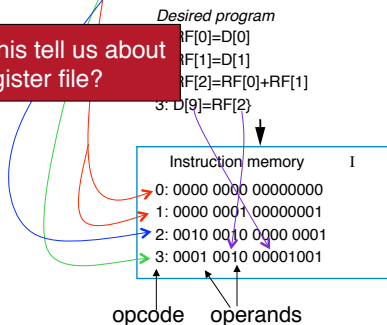 Desired program
RF[0]=D[0]
RF[1]=D[1]
RF[2]=RF[0]+RF[1]
3: D[9]=RF[2]}
his tell us about
gister file?
Instruction memory I
0: 0000 0000 00000000
1: 0000 0001 00000001
2: 0010 0010 0000 0001
3: 0001 0010 00001001
opcode operands